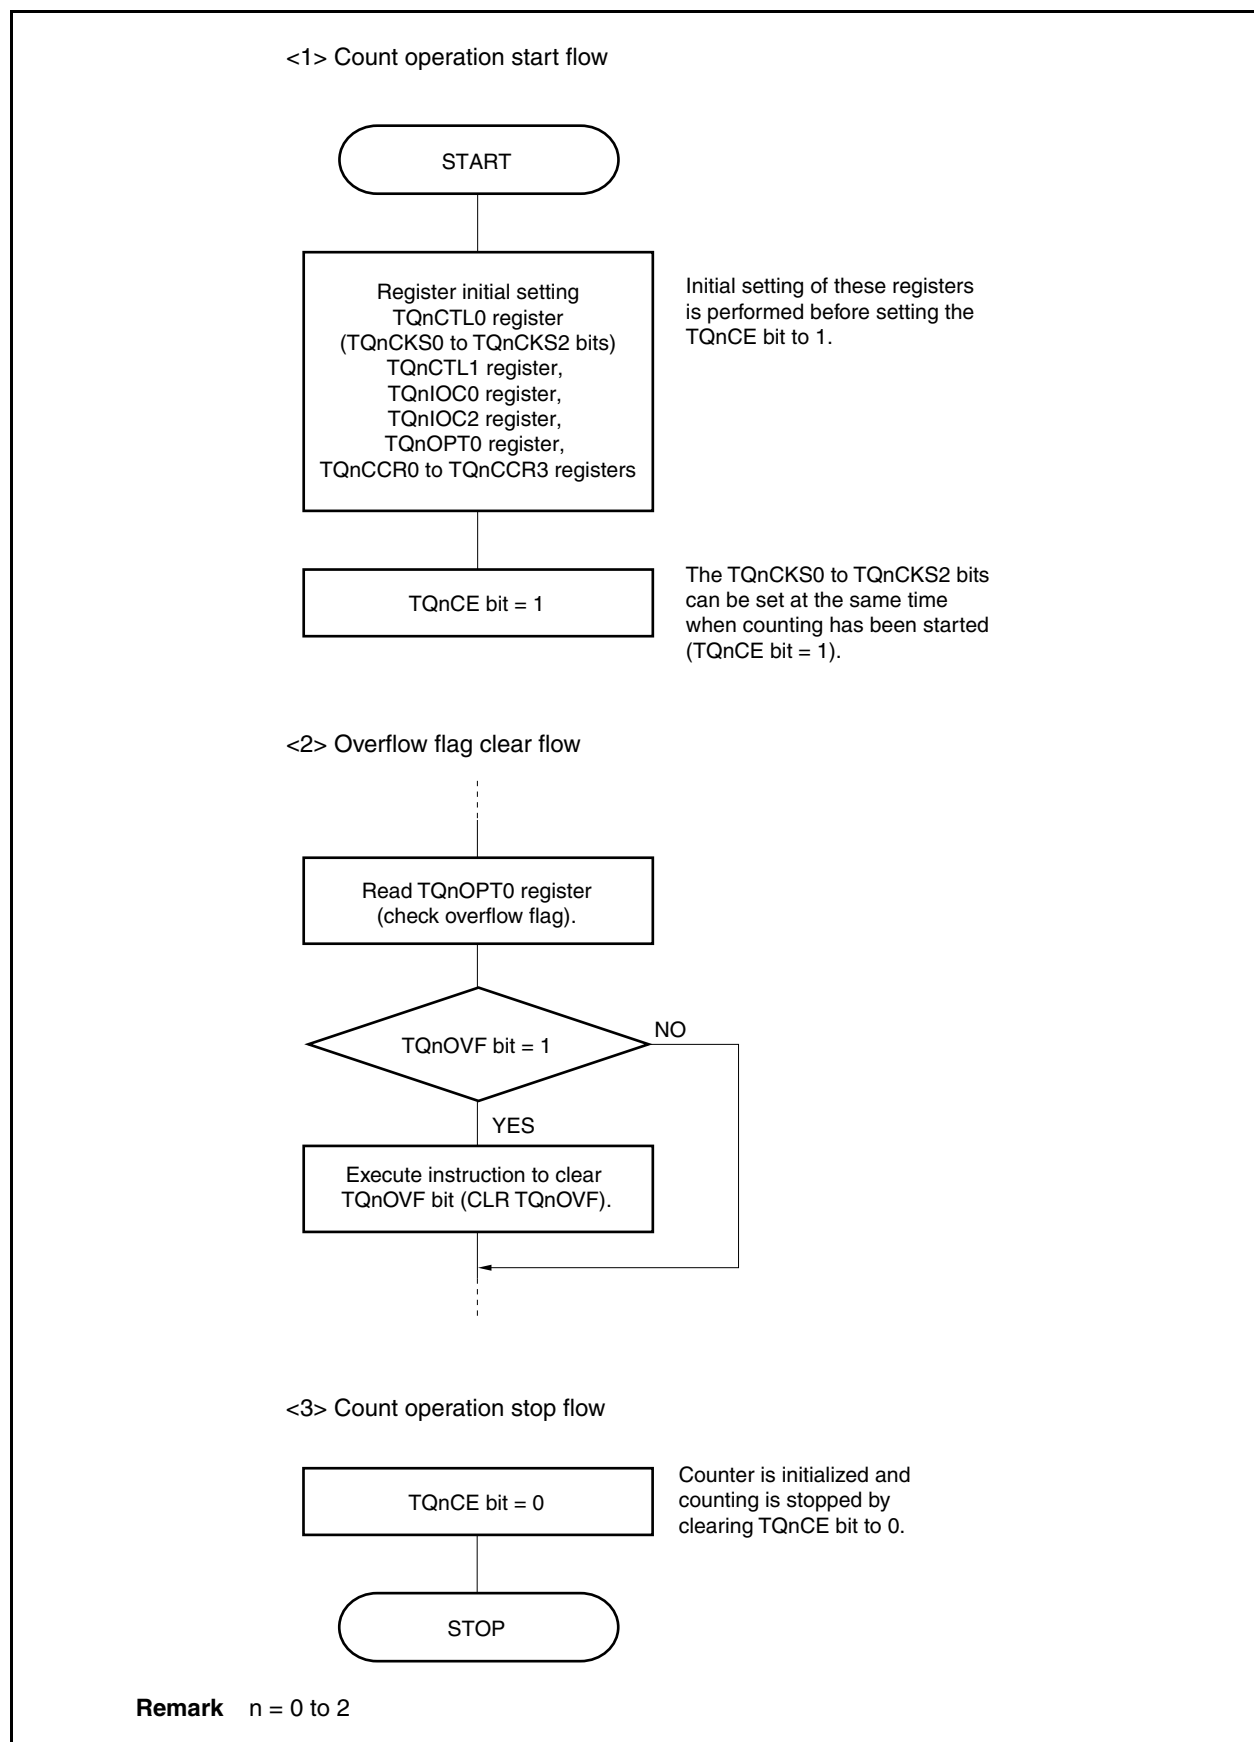 <1> Count operation start flow
START
Register initial setting
TQnCTL0 register
(TQnCKS0 to TQnCKS2 bits)
TQnCTL1 register,
TQnIOC0 register,
TQnIOC2 register,
TQnOPT0 register,
TQnCCR0 to TQnCCR3 registers
Initial setting of these registers
is performed before setting the
TQnCE bit to 1.
TQnCE bit = 1
The TQnCKS0 to TQnCKS2 bits
can be set at the same time
when counting has been started
(TQnCE bit = 1).
<2> Overflow flag clear flow
Read TQnOPT0 register
(check overflow flag).
TQnOVF bit = 1
NO
YES
Execute instruction to clear
TQnOVF bit (CLR TQnOVF).
<3> Count operation stop flow
TQnCE bit = 0
Counter is initialized and
counting is stopped by
clearing TQnCE bit to 0.
STOP
Remark n = 0 to 2